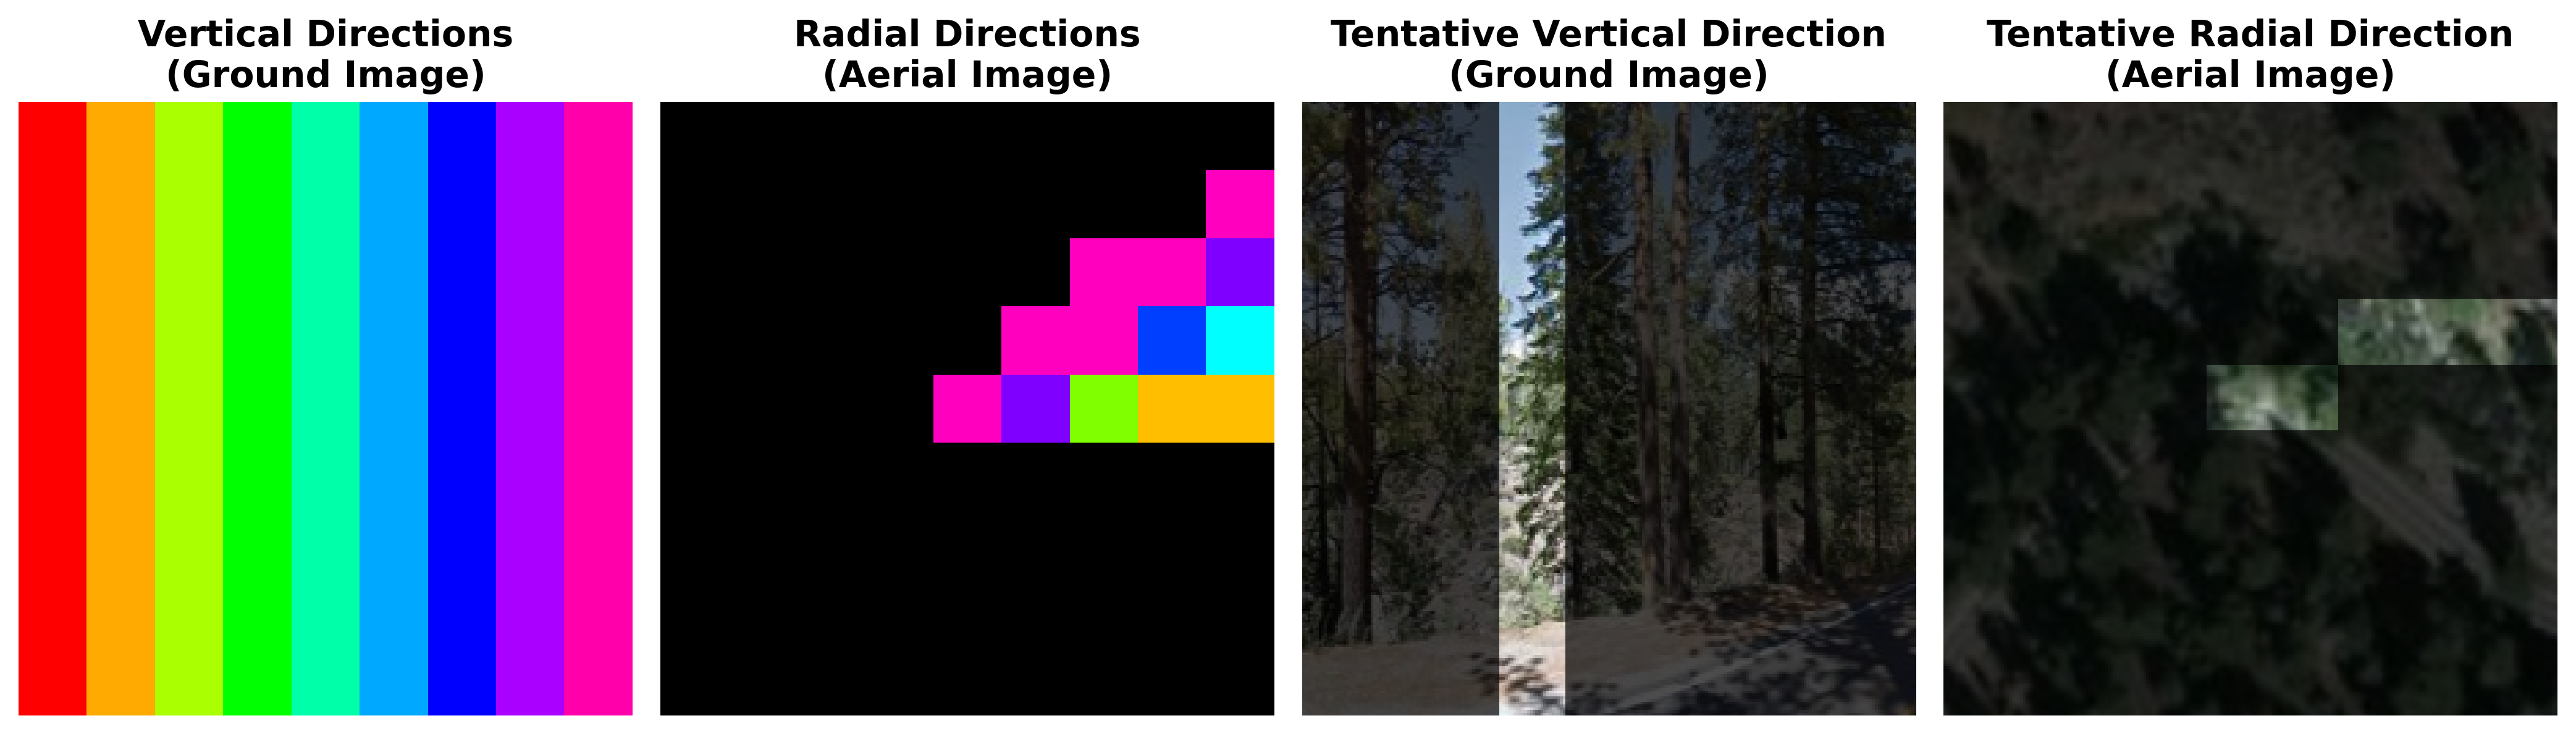 Vertical Directions
(Ground Image)
Radial Directions
(Aerial Image)
Tentative Vertical Direction
(Ground Image)
Tentative Radial Direction
(Aerial Image)